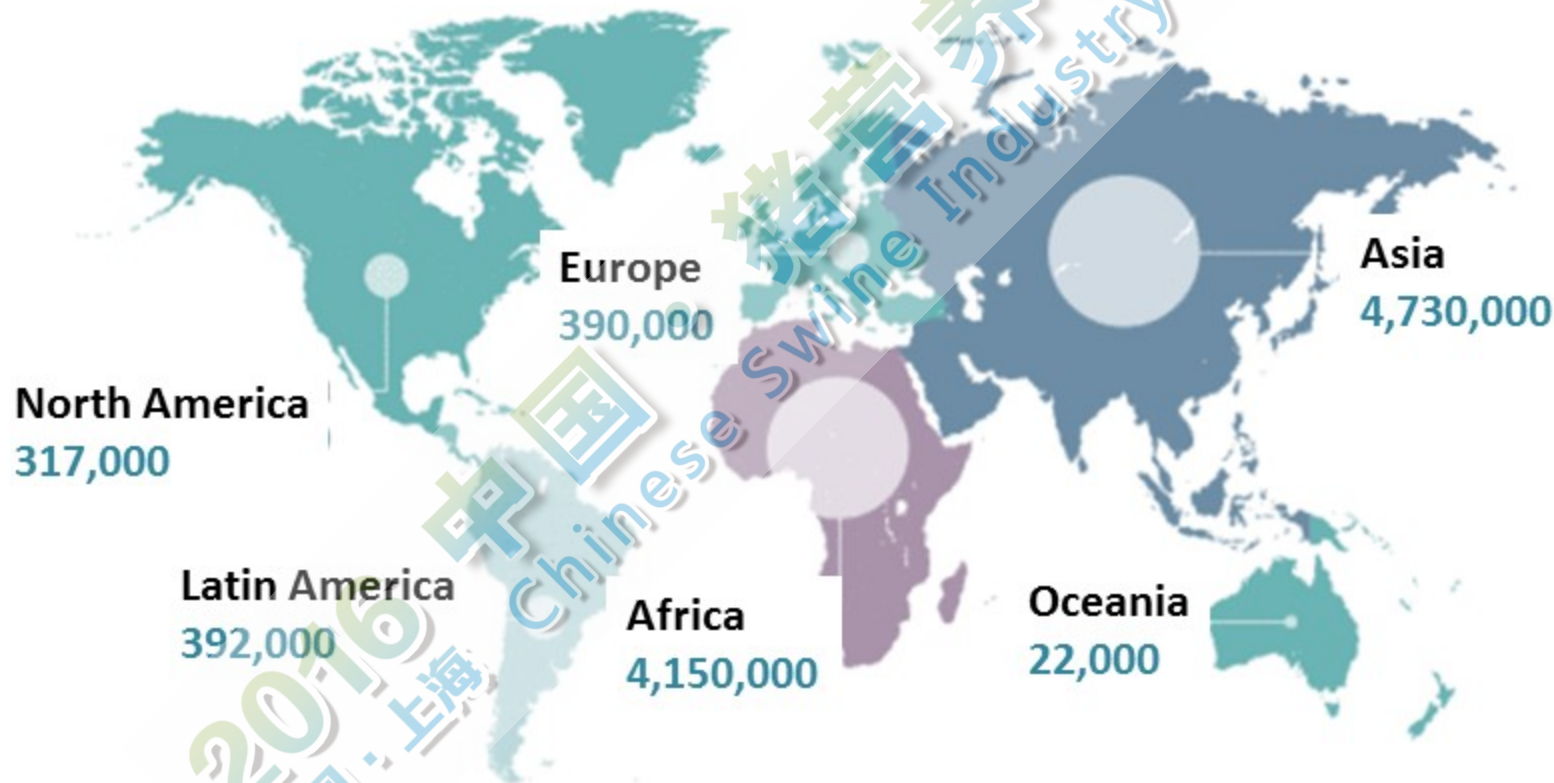 Europe
390,000
Asia
4,730,000
North America
317,000
Latin America
392,000
Africa
4,150,000
Oceania
22,000
中国猪营养
Chinese Swine Industry
2016
·上海